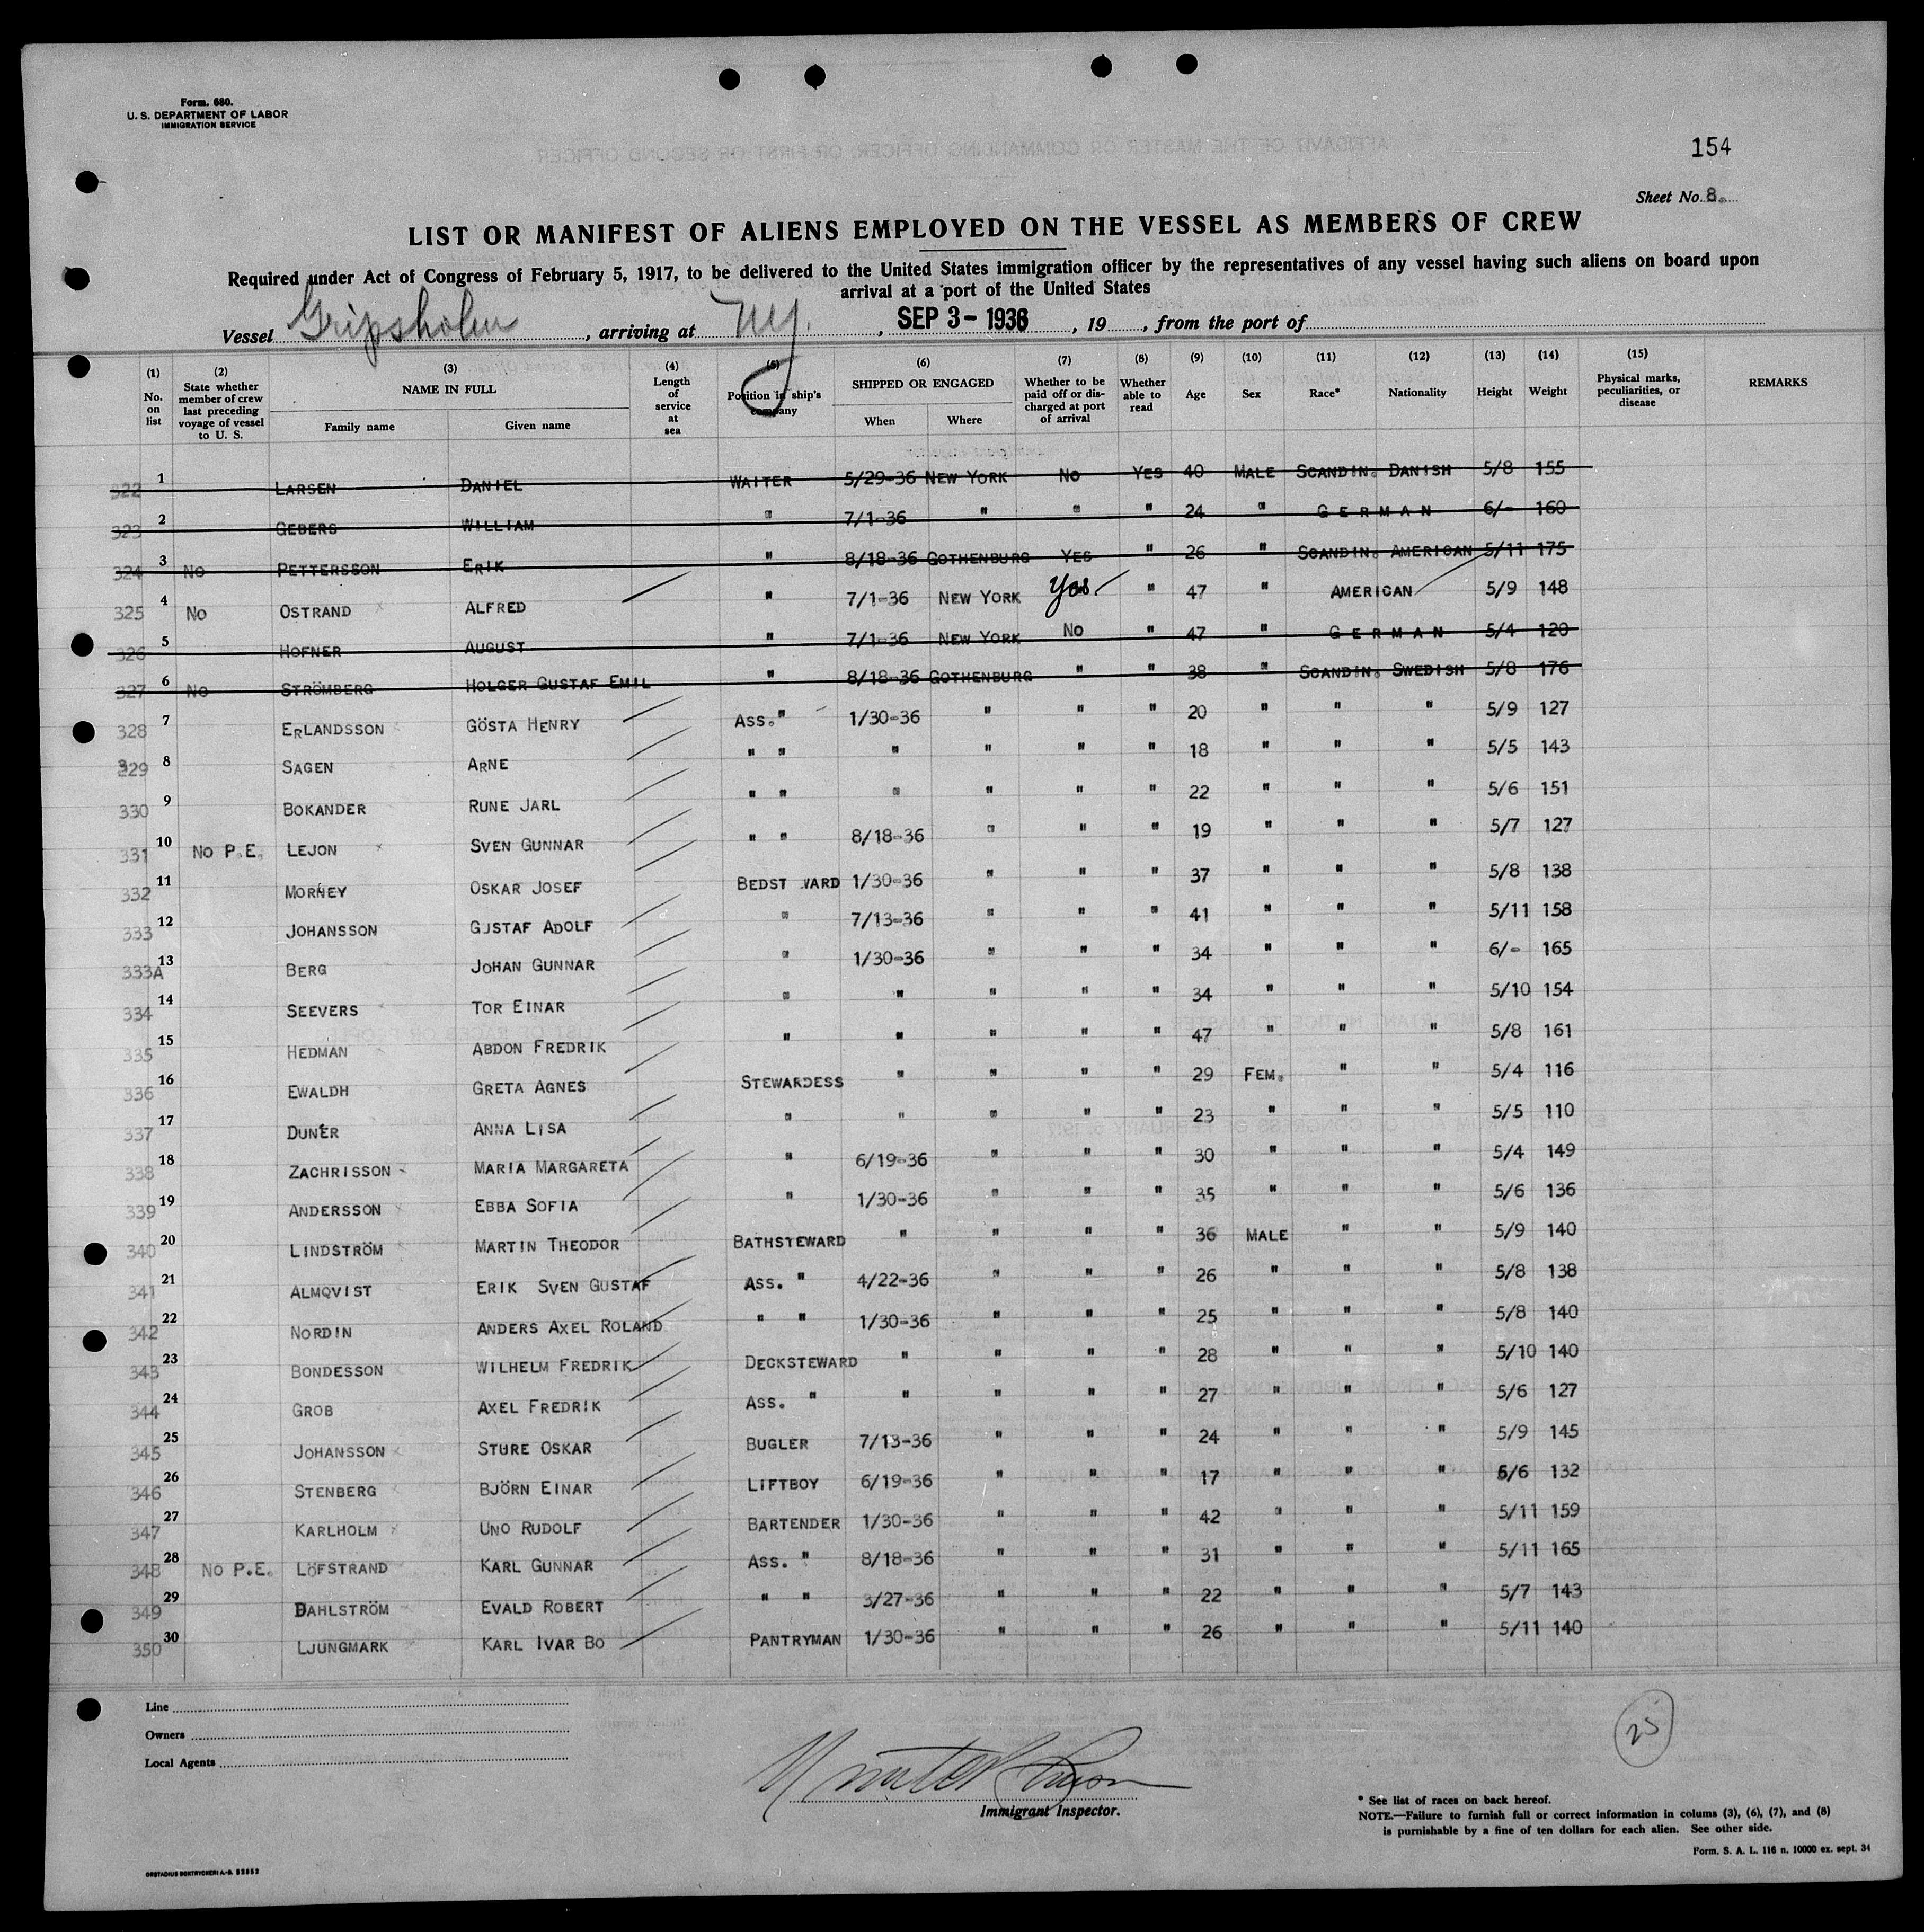 Form. 680.
U. S. DEPARTMENT OF LABOR
IMMIGRATION SERVICE
154
Sheet No. 8.
LIST OR MANIFEST OF ALIENS EMPLOYED ON THE VESSEL AS MEMBERS OF CREW
Required under Act of Congress of February 5, 1917, to be delivered to the United States immigration officer by the representatives of any vessel having such aliens on board upon
arrival at a port of the United States
Vessel Gripsholm, arriving at NY., SEP 3-1936, 19, from the port of
(1) No. on list (2) State whether member of crew last preceding voyage of vessel to U. S. (3) NAME IN FULL Family name Given name (4) Length of service at sea (5) Position in ship's company (6) SHIPPED OR ENGAGED When Where (7) Whether to be paid off or discharged at port of arrival (8) Whether able to read (9) Age (10) Sex (11) Race* (12) Nationality (13) Height (14) Weight (15) Physical marks, peculiarities, or disease REMARKS
322 1 LARSEN DANIEL WAITER 5/29-36 NEW YORK NO YES 40 MALE SCANDIN. DANISH 5/8 155
323 2 GEBERS WILLIAM " 7/1-36 " " " 24 " GERMAN 6/- 160
324 3 NO PETTERSSON ERIK " 8/18-36 GOTHENBURG YES " 26 " SCANDIN. AMERICAN 5/11 175
325 4 NO OSTRAND ALFRED " 7/1-36 NEW YORK Yes " 47 " AMERICAN 5/9 148
326 5 HOFNER AUGUST " 7/1-36 NEW YORK NO " 47 " GERMAN 5/4 120
327 6 NO STRÖMBERG HOLGER GUSTAF EMIL " 8/18-36 GOTHENBURG " " 38 " SCANDIN. SWEDISH 5/8 176
328 7 ERLANDSSON GÖSTA HENRY ASS. " 1/30-36 " " " 20 " " " 5/9 127
329 8 SAGEN ARNE " " " " " " 18 " " " 5/5 143
330 9 BOKANDER RUNE JARL " " " " " " 22 " " " 5/6 151
331 10 NO P.E. LEJON SVEN GUNNAR " " 8/18-36 " " " 19 " " " 5/7 127
332 11 MORNEY OSKAR JOSEF BEDST WARD 1/30-36 " " " 37 " " " 5/8 138
333 12 JOHANSSON GUSTAF ADOLF " 7/13-36 " " " 41 " " " 5/11 158
333A 13 BERG JOHAN GUNNAR " 1/30-36 " " " 34 " " " 6/- 165
334 14 SEEVERS TOR EINAR " " " " " 34 " " " 5/10 154
335 15 HEDMAN ABDON FREDRIK " " " " " 47 " " " 5/8 161
336 16 EWALDH GRETA AGNES STEWARDESS " " " " 29 FEM. " " 5/4 116
337 17 DUNÉR ANNA LISA " " " " " 23 " " " 5/5 110
338 18 ZACHRISSON MARIA MARGARETA " 6/19-36 " " " 30 " " " 5/4 149
339 19 ANDERSSON EBBA SOFIA " 1/30-36 " " " 35 " " " 5/6 136
340 20 LINDSTRÖM MARTIN THEODOR BATHSTEWARD " " " " 36 MALE " " 5/9 140
341 21 ALMQVIST ERIK SVEN GUSTAF ASS. " 4/22-36 " " " 26 " " " 5/8 138
342 22 NORDIN ANDERS AXEL ROLAND " " 1/30-36 " " " 25 " " " 5/8 140
343 23 BONDESSON WILHELM FREDRIK DECKSTEWARD " " " " 28 " " " 5/10 140
344 24 GROB AXEL FREDRIK ASS. " " " " " 27 " " " 5/6 127
345 25 JOHANSSON STURE OSKAR BUGLER 7/13-36 " " " 24 " " " 5/9 145
346 26 STENBERG BJÖRN EINAR LIFTBOY 6/19-36 " " " 17 " " " 5/6 132
347 27 KARLHOLM UNO RUDOLF BARTENDER 1/30-36 " " " 42 " " " 5/11 159
348 28 NO P.E. LÖFSTRAND KARL GUNNAR ASS. " 8/18-36 " " " 31 " " " 5/11 165
349 29 DAHLSTRÖM EVALD ROBERT " " 3/27-36 " " " 22 " " " 5/7 143
350 30 LJUNGMARK KARL IVAR BO PANTRYMAN 1/30-36 " " " 26 " " " 5/11 140
Line
Owners
Local Agents
25
Immigrant Inspector.
* See list of races on back hereof.
NOTE.—Failure to furnish full or correct information in colums (3), (6), (7), and (8)
is purnishable by a fine of ten dollars for each alien. See other side.
Form. S. A. L. 116 n. 10000 ex. sept. 34